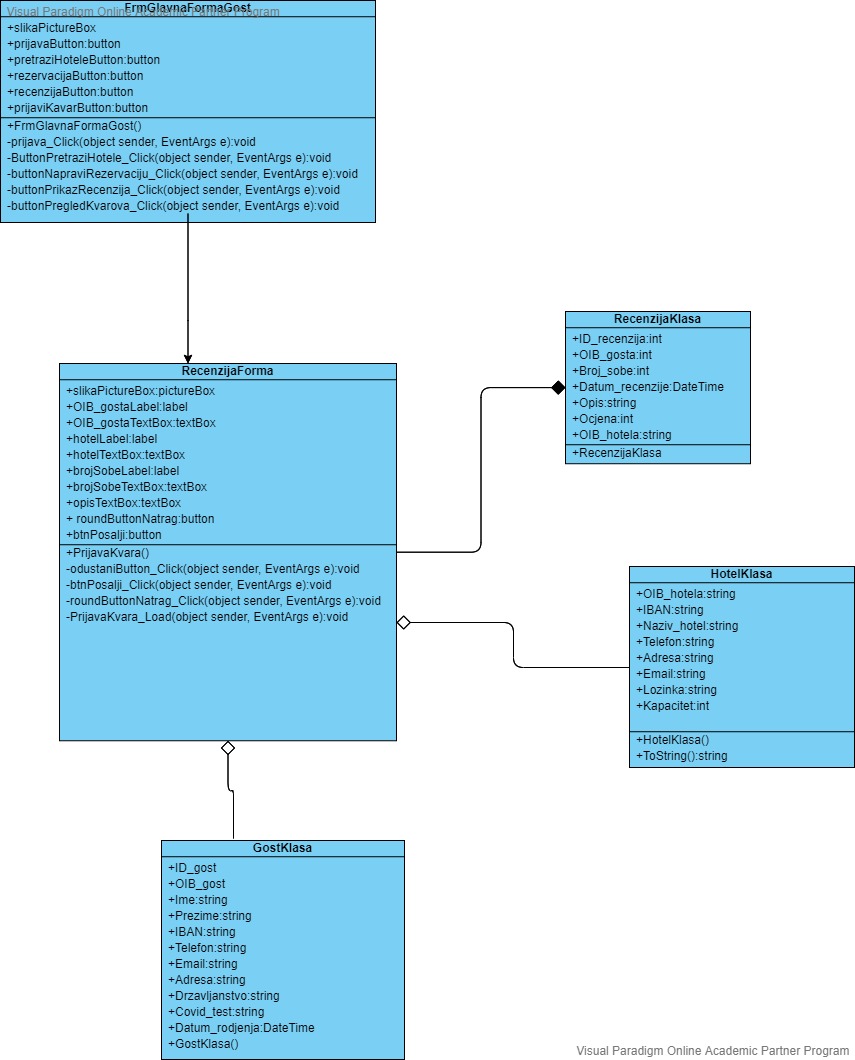 Visual Paradigm Online Academic Partner Program
FrmGlavnaFormaGost
+slikaPictureBox
+prijavaButton:button
+pretraziHoteleButton:button
+rezervacijaButton:button
+recenzijaButton:button
+prijaviKavarButton:button
+FrmGlavnaFormaGost()
-prijava_Click(object sender, EventArgs e):void
-ButtonPretraziHotele_Click(object sender, EventArgs e):void
-buttonNapraviRezervaciju_Click(object sender, EventArgs e):void
-buttonPrikazRecenzija_Click(object sender, EventArgs e):void
-buttonPregledKvarova_Click(object sender, EventArgs e):void
RecenzijaKlasa
+ID_recenzija:int
+OIB_gosta:int
+Broj_sobe:int
+Datum_recenzije:DateTime
+Opis:string
+Ocjena:int
+OIB_hotela:string
+RecenzijaKlasa
RecenzijaForma
+slikaPictureBox:pictureBox
+OIB_gostaLabel:label
+OIB_gostaTextBox:textBox
+hotelLabel:label
+hotelTextBox:textBox
+brojSobeLabel:label
+brojSobeTextBox:textBox
+opisTextBox:textBox
+ roundButtonNatrag:button
+btnPosalji:button
+PrijavaKvara()
-odustaniButton_Click(object sender, EventArgs e):void
-btnPosalji_Click(object sender, EventArgs e):void
-roundButtonNatrag_Click(object sender, EventArgs e):void
-PrijavaKvara_Load(object sender, EventArgs e):void
HotelKlasa
+OIB_hotela:string
+IBAN:string
+Naziv_hotel:string
+Telefon:string
+Adresa:string
+Email:string
+Lozinka:string
+Kapacitet:int
+HotelKlasa()
+ToString():string
GostKlasa
+ID_gost
+OIB_gost
+Ime:string
+Prezime:string
+IBAN:string
+Telefon:string
+Email:string
+Adresa:string
+Drzavljanstvo:string
+Covid_test:string
+Datum_rodjenja:DateTime
+GostKlasa()
Visual Paradigm Online Academic Partner Program